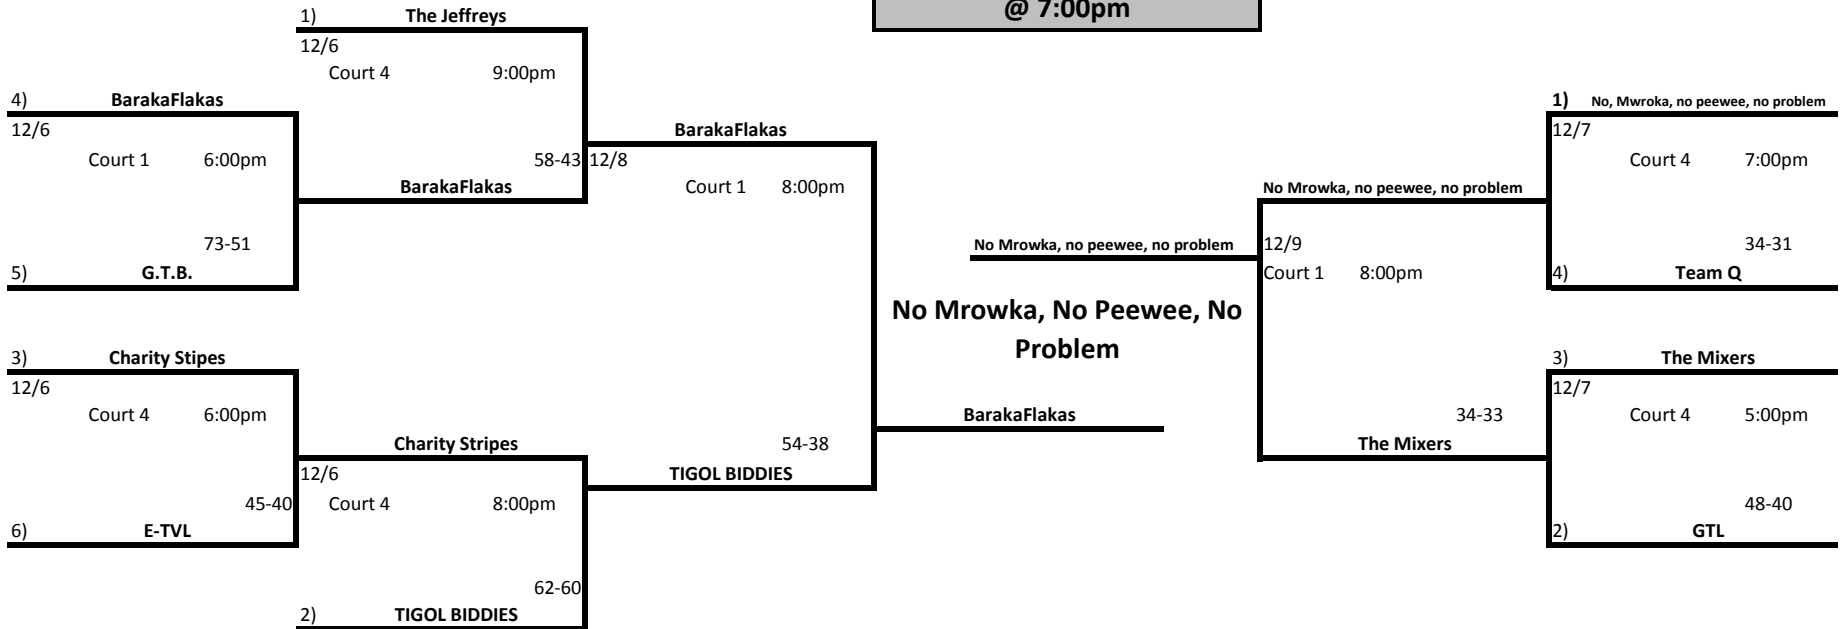 @ 7:00pm
1) The Jeffreys
12/6
Court 4 9:00pm
4) BarakaFlakas
12/6
Court 1 6:00pm
BarakaFlakas
58-43
BarakaFlakas
12/8
Court 1 8:00pm
73-51
5) G.T.B.
3) Charity Stipes
12/6
Court 4 6:00pm
Charity Stripes
12/6
45-40
Court 4 8:00pm
6) E-TVL
62-60
2) TIGOL BIDDIES
54-38
TIGOL BIDDIES
No Mrowka, no peewee, no problem
No Mrowka, No Peewee, No
Problem
BarakaFlakas
No Mrowka, no peewee, no problem
12/9
Court 1 8:00pm
34-33
The Mixers
1) No, Mwroka, no peewee, no problem
12/7
Court 4 7:00pm
34-31
4) Team Q
3) The Mixers
12/7
Court 4 5:00pm
48-40
2) GTL